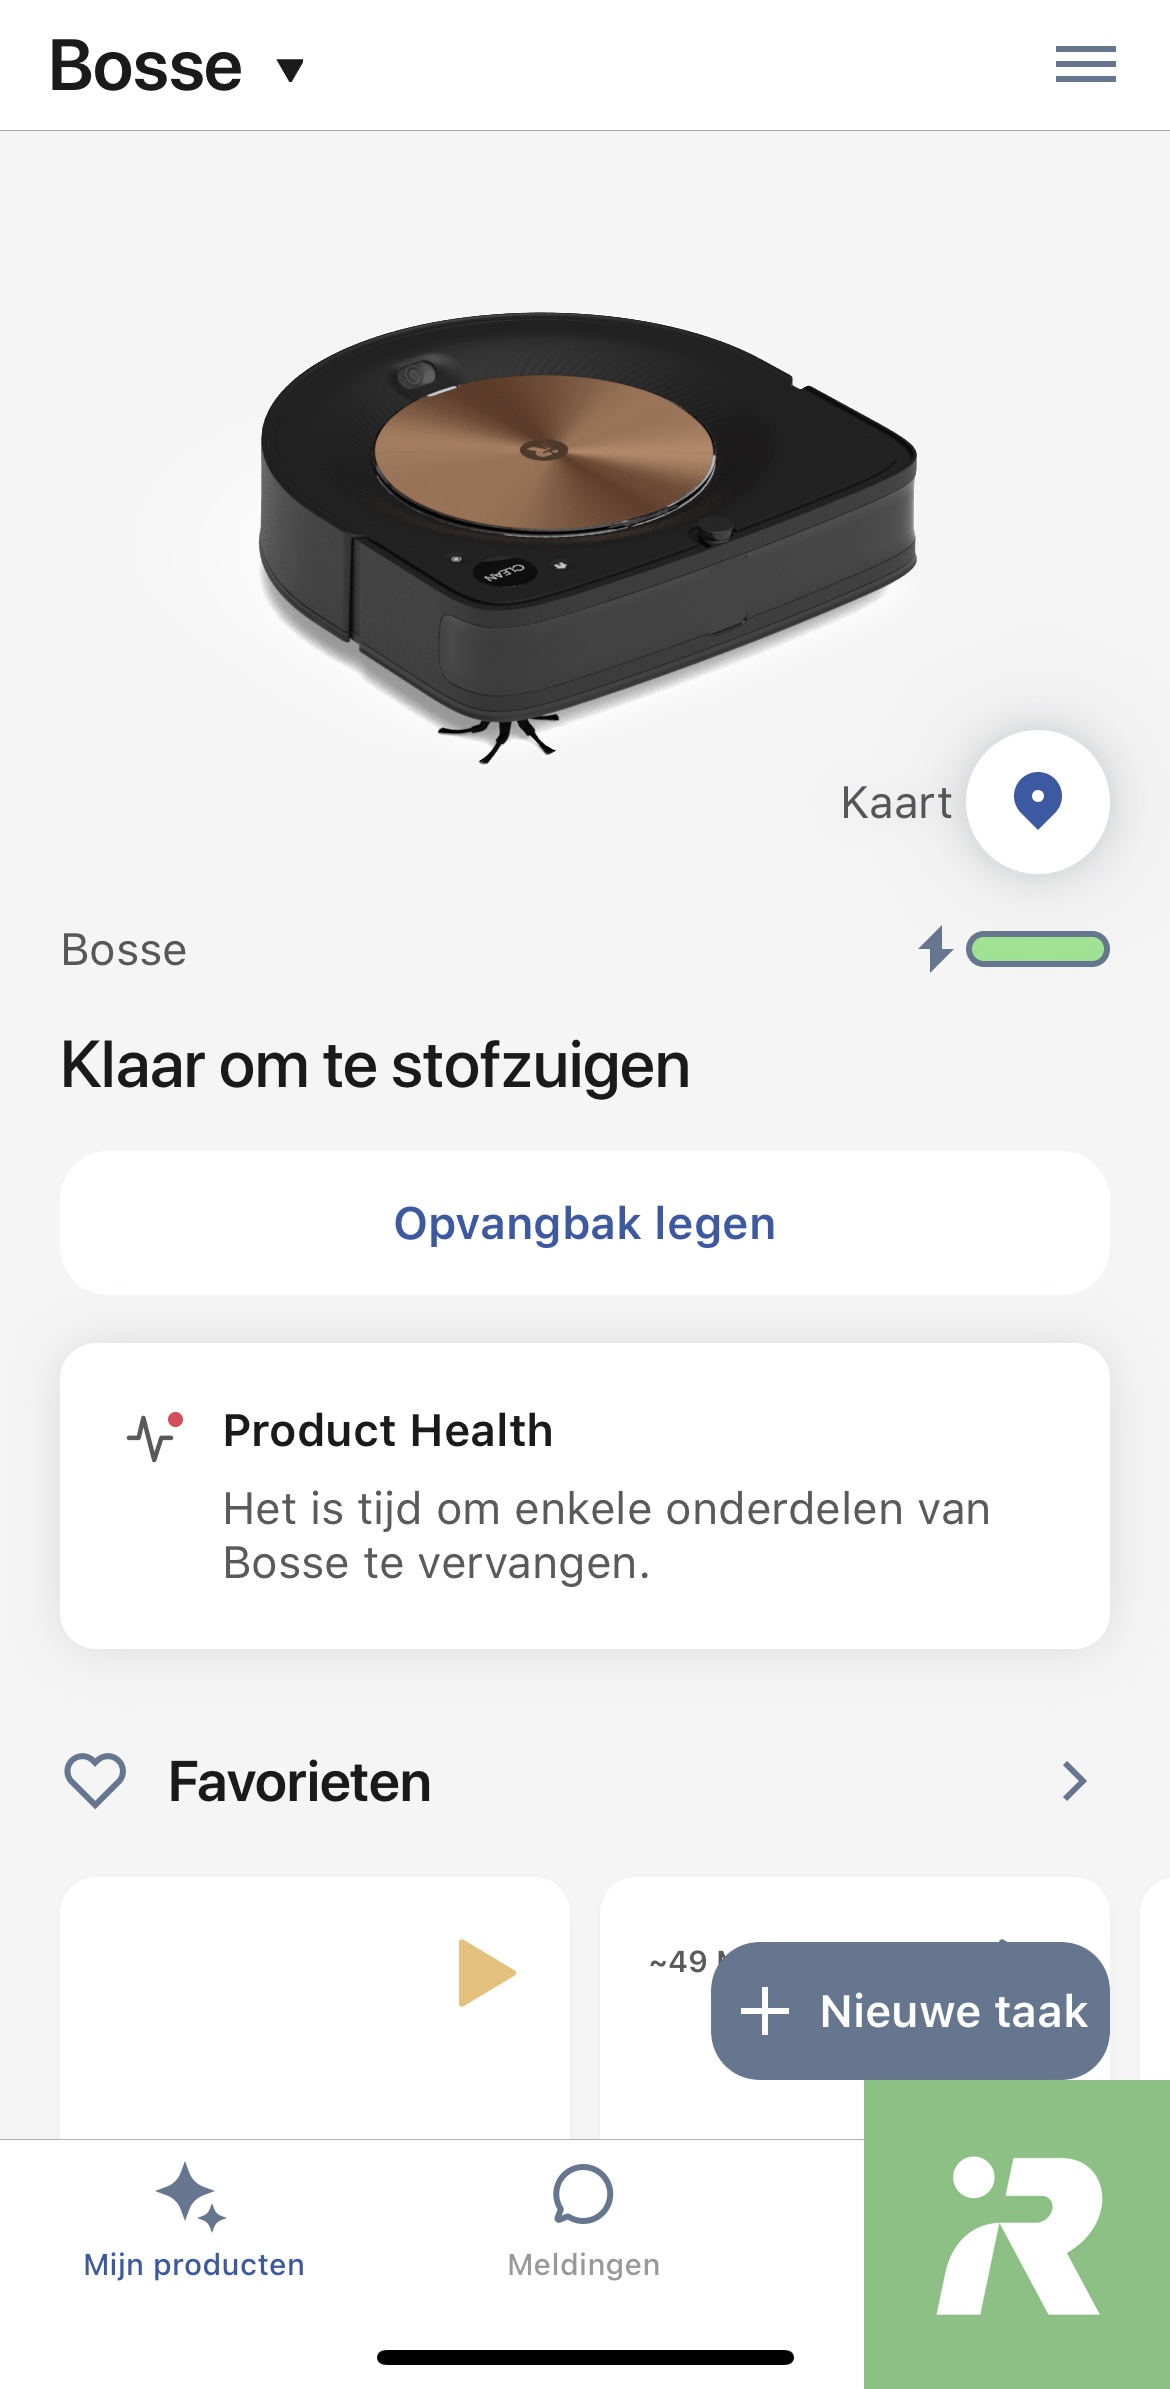 Bosse
CLEAN
Kaart
Bosse
Klaar om te stofzuigen
Opvangbak legen
Product Health
Het is tijd om enkele onderdelen van
Bosse te vervangen.
Favorieten
~49
Nieuwe taak
Mijn producten
Meldingen
iR